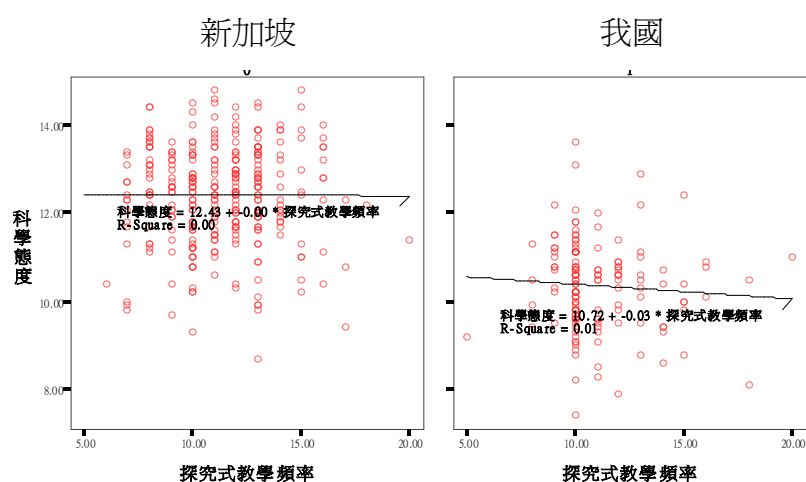 新加坡
我國
0
1
14.00
12.00
10.00
8.00
科學態度
科學態度 = 12.43 + -0.00 * 探究式教學頻率
R-Square = 0.00
科學態度 = 10.72 + -0.03 * 探究式教學頻率
R-Square = 0.01
5.00 10.00 15.00 20.00
5.00 10.00 15.00 20.00
探究式教學頻率
探究式教學頻率